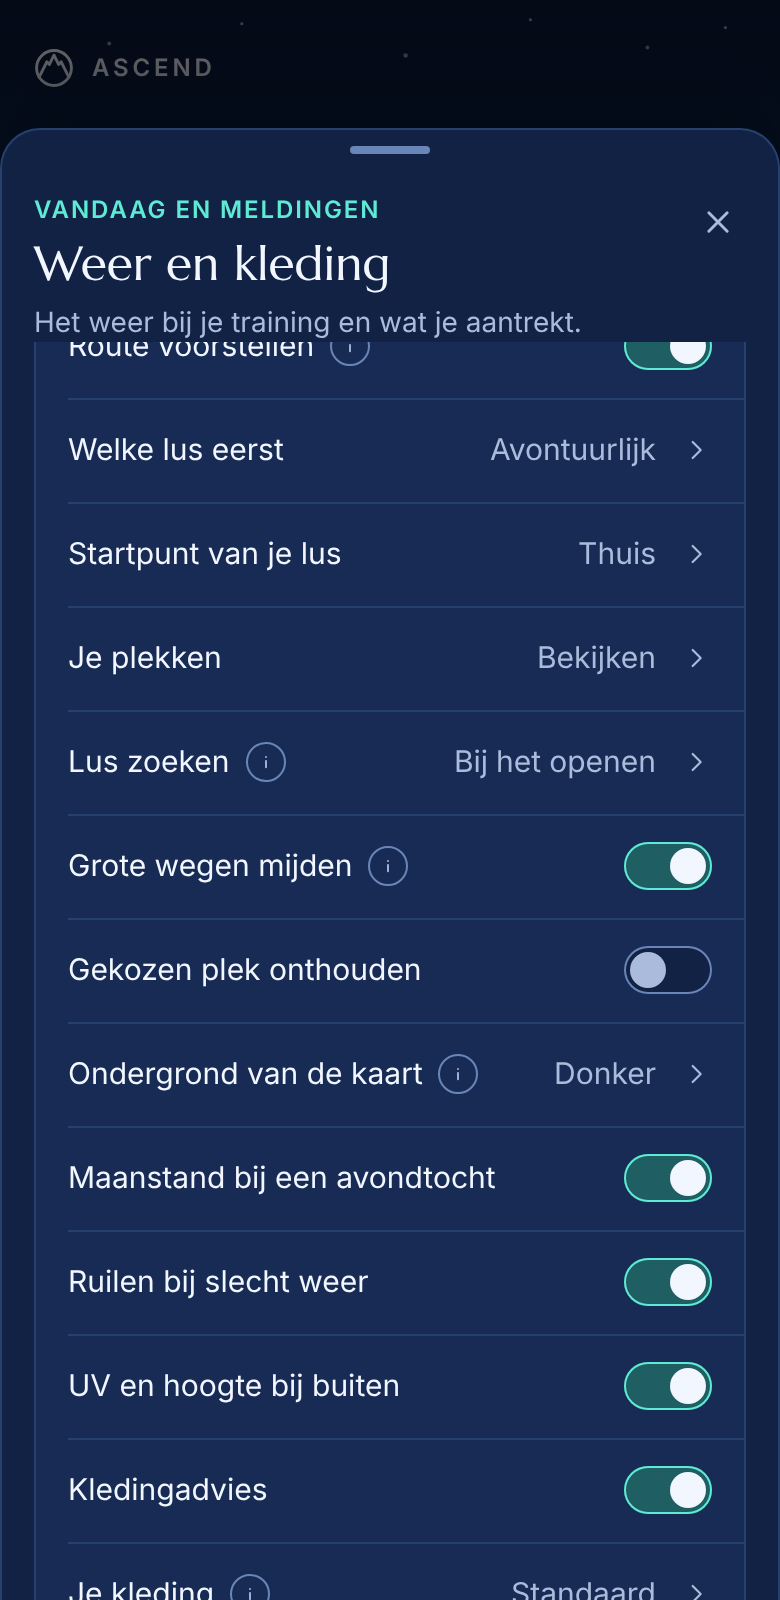 ASCEND
VANDAAG EN MELDINGEN
Weer en kleding
Het weer bij je training en wat je aantrekt.
Route voorstellen i
Welke lus eerst Avontuurlijk
Startpunt van je lus Thuis
Je plekken Bekijken
Lus zoeken i Bij het openen
Grote wegen mijden i
Gekozen plek onthouden
Ondergrond van de kaart i Donker
Maanstand bij een avondtocht
Ruilen bij slecht weer
UV en hoogte bij buiten
Kledingadvies
Je kleding i Standaard